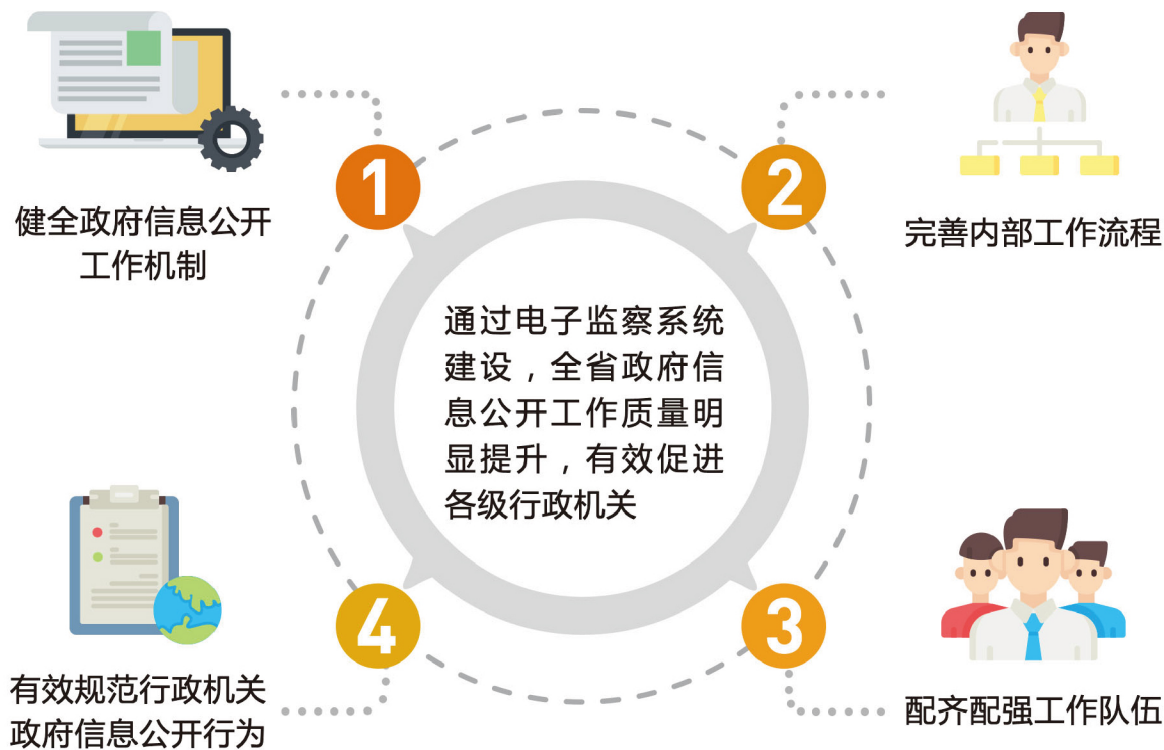 1
健全政府信息公开
工作机制
2
完善内部工作流程
通过电子监察系统
建设，全省政府信
息公开工作质量明
显提升，有效促进
各级行政机关
3
配齐配强工作队伍
4
有效规范行政机关
政府信息公开行为